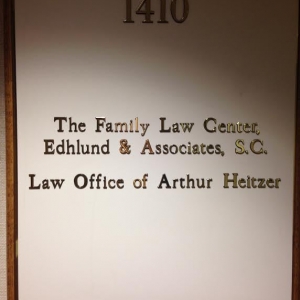 1410
The Family Law Center,
Edhlund & Associates, S.C.
Law Office of Arthur Heitzer